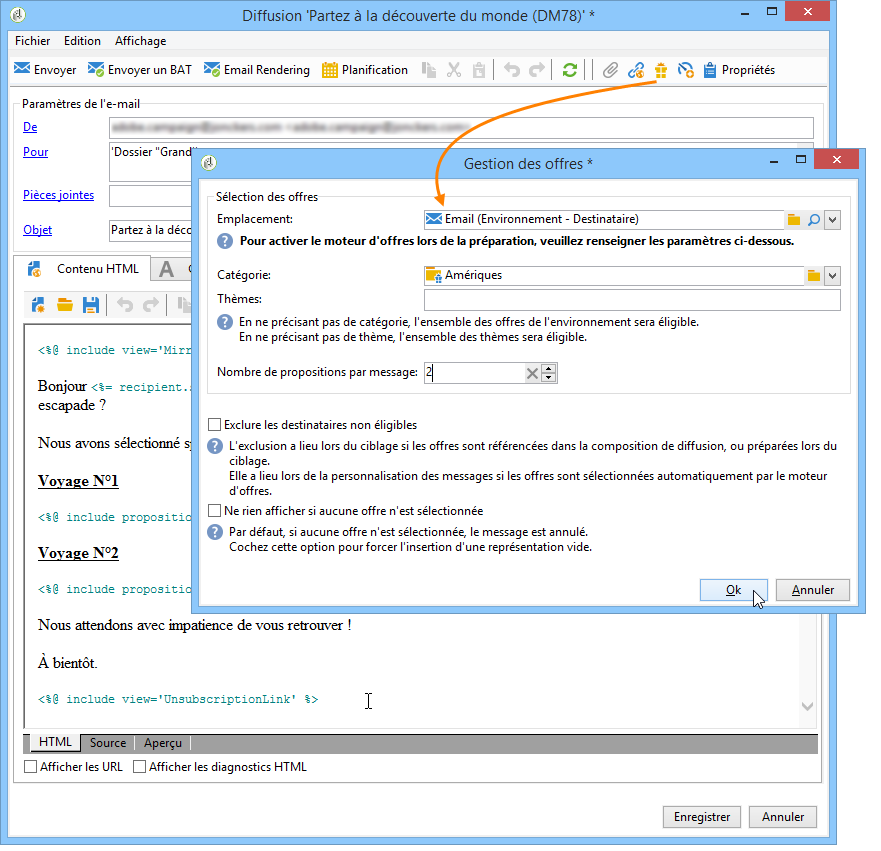 Diffusion 'Partez à la découverte du monde (DM78)' *
Fichier Edition Affichage
Envoyer Envoyer un BAT Email Rendering Planification Propriétés
Paramètres de l'e-mail
De
Pour 'Dossier "Grand"
Pièces jointes
Objet Partez à la déco
Contenu HTML A
<%@ include view='Mirr
Bonjour <%= recipient.
escapade ?
Nous avons sélectionné
Voyage N°1
<%@ include propositio
Voyage N°2
<%@ include propositio
Nous attendons avec impatience de vous retrouver !
À bientôt.
<%@ include view='UnsubscriptionLink' %>
HTML Source Aperçu
Afficher les URL Afficher les diagnostics HTML
Enregistrer Annuler
Gestion des offres *
Sélection des offres
Emplacement: Email (Environnement - Destinataire)
Pour activer le moteur d'offres lors de la préparation, veuillez renseigner les paramètres ci-dessous.
Catégorie: Amériques
Thèmes:
En ne précisant pas de catégorie, l'ensemble des offres de l'environnement sera éligible.
En ne précisant pas de thème, l'ensemble des thèmes sera éligible.
Nombre de propositions par message: 2
Exclure les destinataires non éligibles
L'exclusion a lieu lors du ciblage si les offres sont référencées dans la composition de diffusion, ou préparées lors du
ciblage.
Elle a lieu lors de la personnalisation des messages si les offres sont sélectionnées automatiquement par le moteur
d'offres.
Ne rien afficher si aucune offre n'est sélectionnée
Par défaut, si aucune offre n'est sélectionnée, le message est annulé.
Cochez cette option pour forcer l'insertion d'une représentation vide.
Ok Annuler